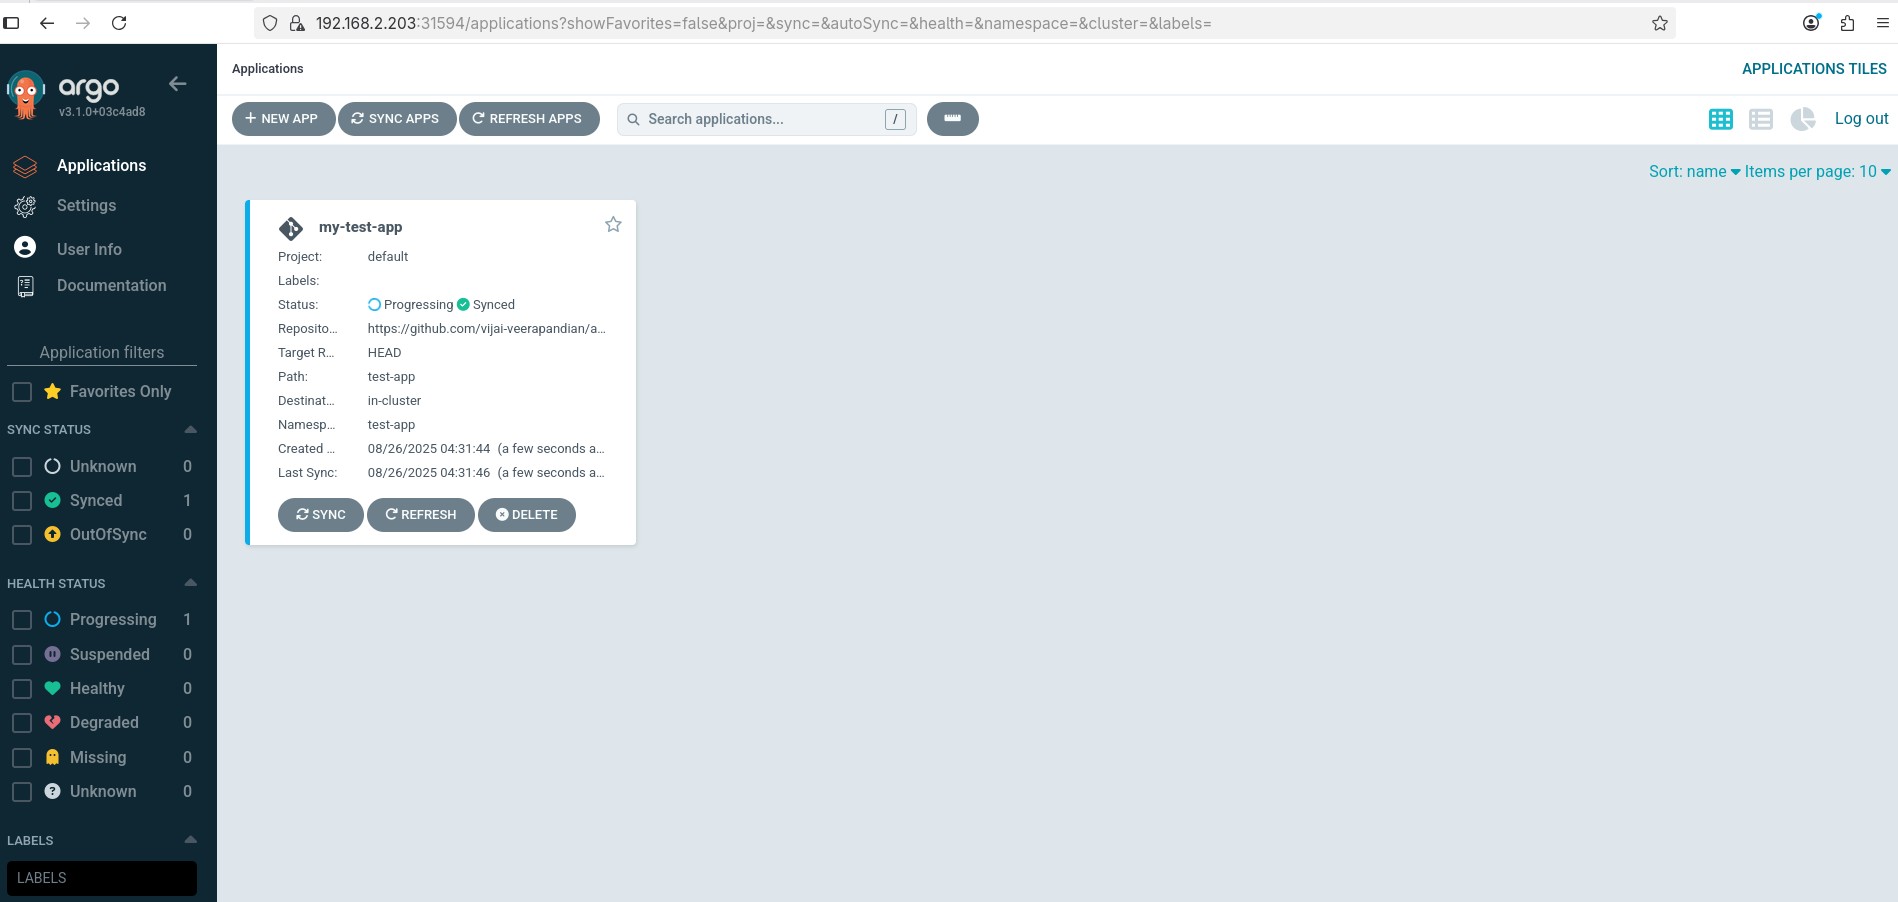 192.168.2.203:31594/applications?showFavorites=false&proj=&sync=&autoSync=&health=&namespace=&cluster=&labels=
argo
v3.1.0+03c4ad8
Applications
Settings
User Info
Documentation
Application filters
Favorites Only
SYNC STATUS
Unknown 0
Synced 1
OutOfSync 0
HEALTH STATUS
Progressing 1
Suspended 0
Healthy 0
Degraded 0
Missing 0
Unknown 0
LABELS
LABELS
Applications APPLICATIONS TILES
NEW APP SYNC APPS REFRESH APPS Search applications... / Log out
Sort: name Items per page: 10
my-test-app
Project: default
Labels:
Status: Progressing Synced
Reposito... https://github.com/vijai-veerapandian/a...
Target R... HEAD
Path: test-app
Destinat... in-cluster
Namesp... test-app
Created ... 08/26/2025 04:31:44 (a few seconds a...
Last Sync: 08/26/2025 04:31:46 (a few seconds a...
SYNC REFRESH DELETE